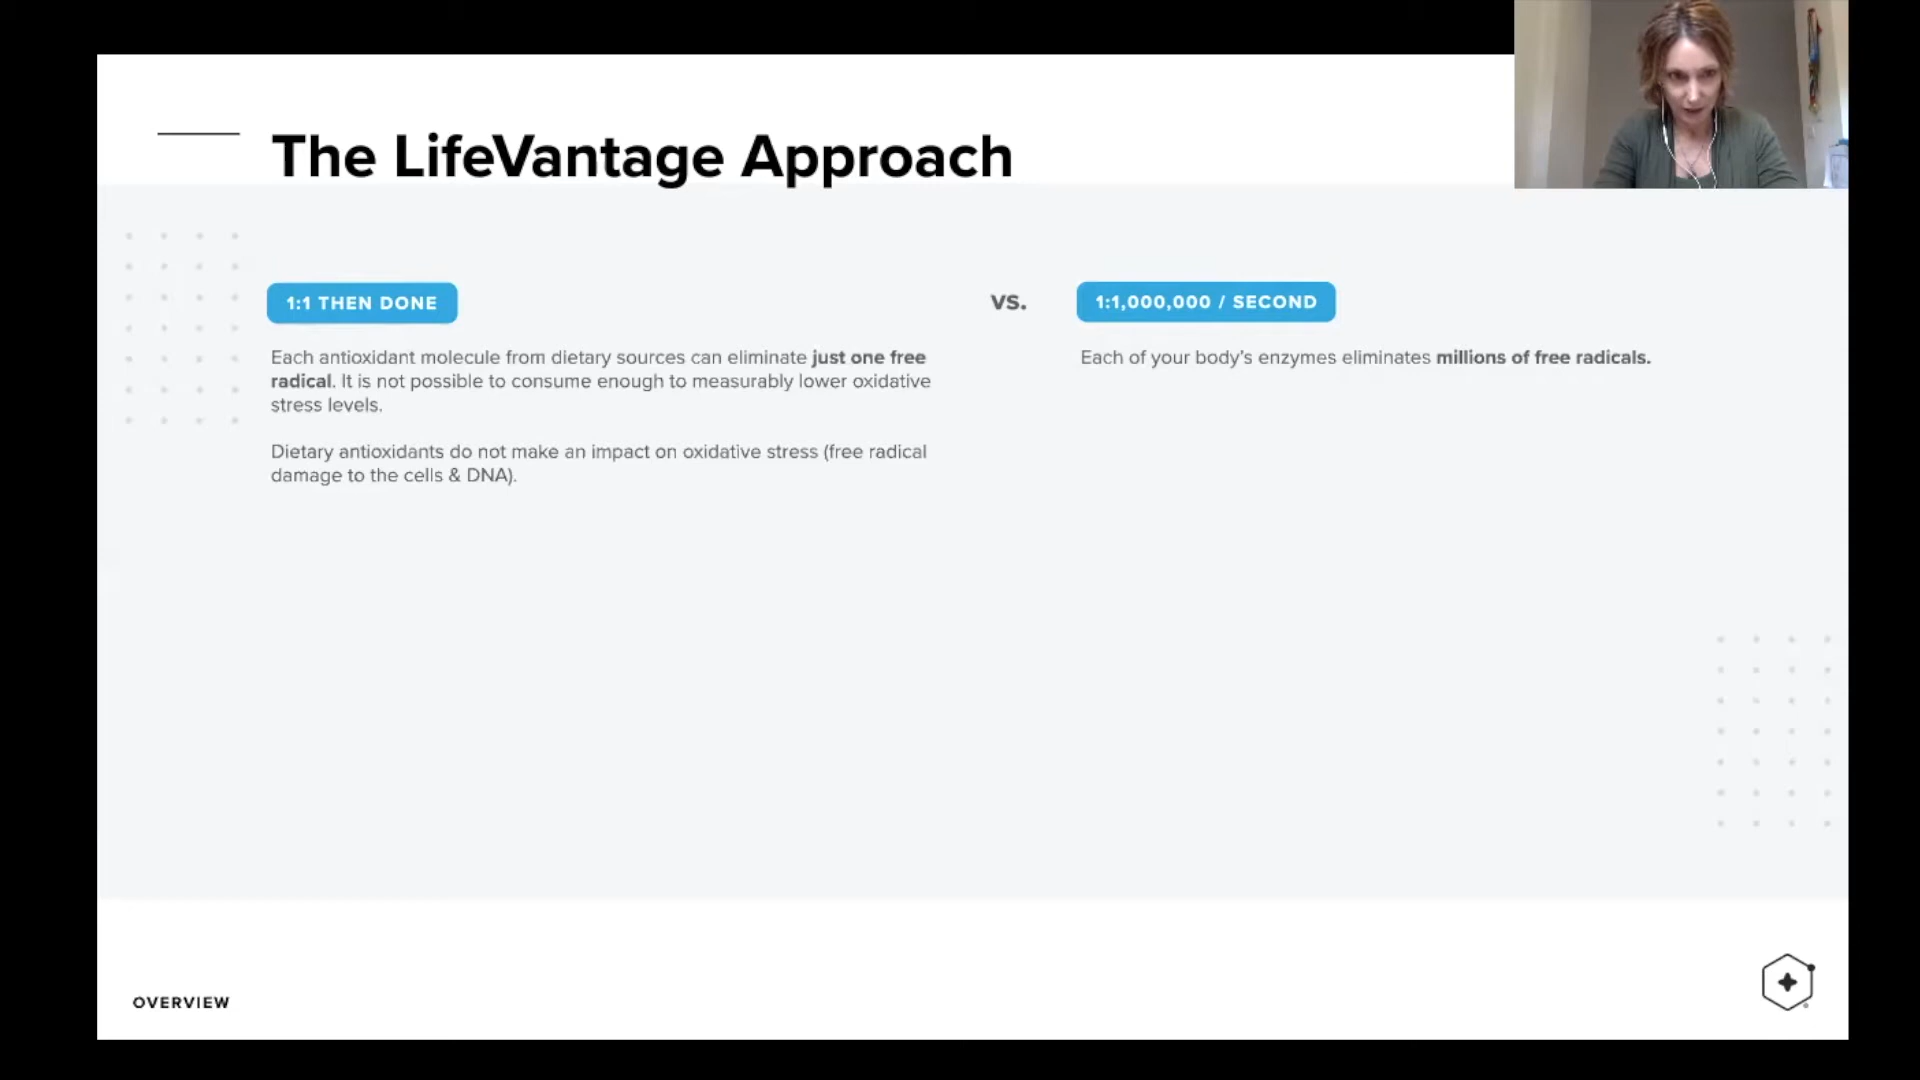 The LifeVantage Approach
1:1 THEN DONE
Each antioxidant molecule from dietary sources can eliminate just one free
radical. It is not possible to consume enough to measurably lower oxidative
stress levels.
Dietary antioxidants do not make an impact on oxidative stress (free radical
damage to the cells & DNA).
VS.
1:1,000,000 / SECOND
Each of your body's enzymes eliminates millions of free radicals.
OVERVIEW